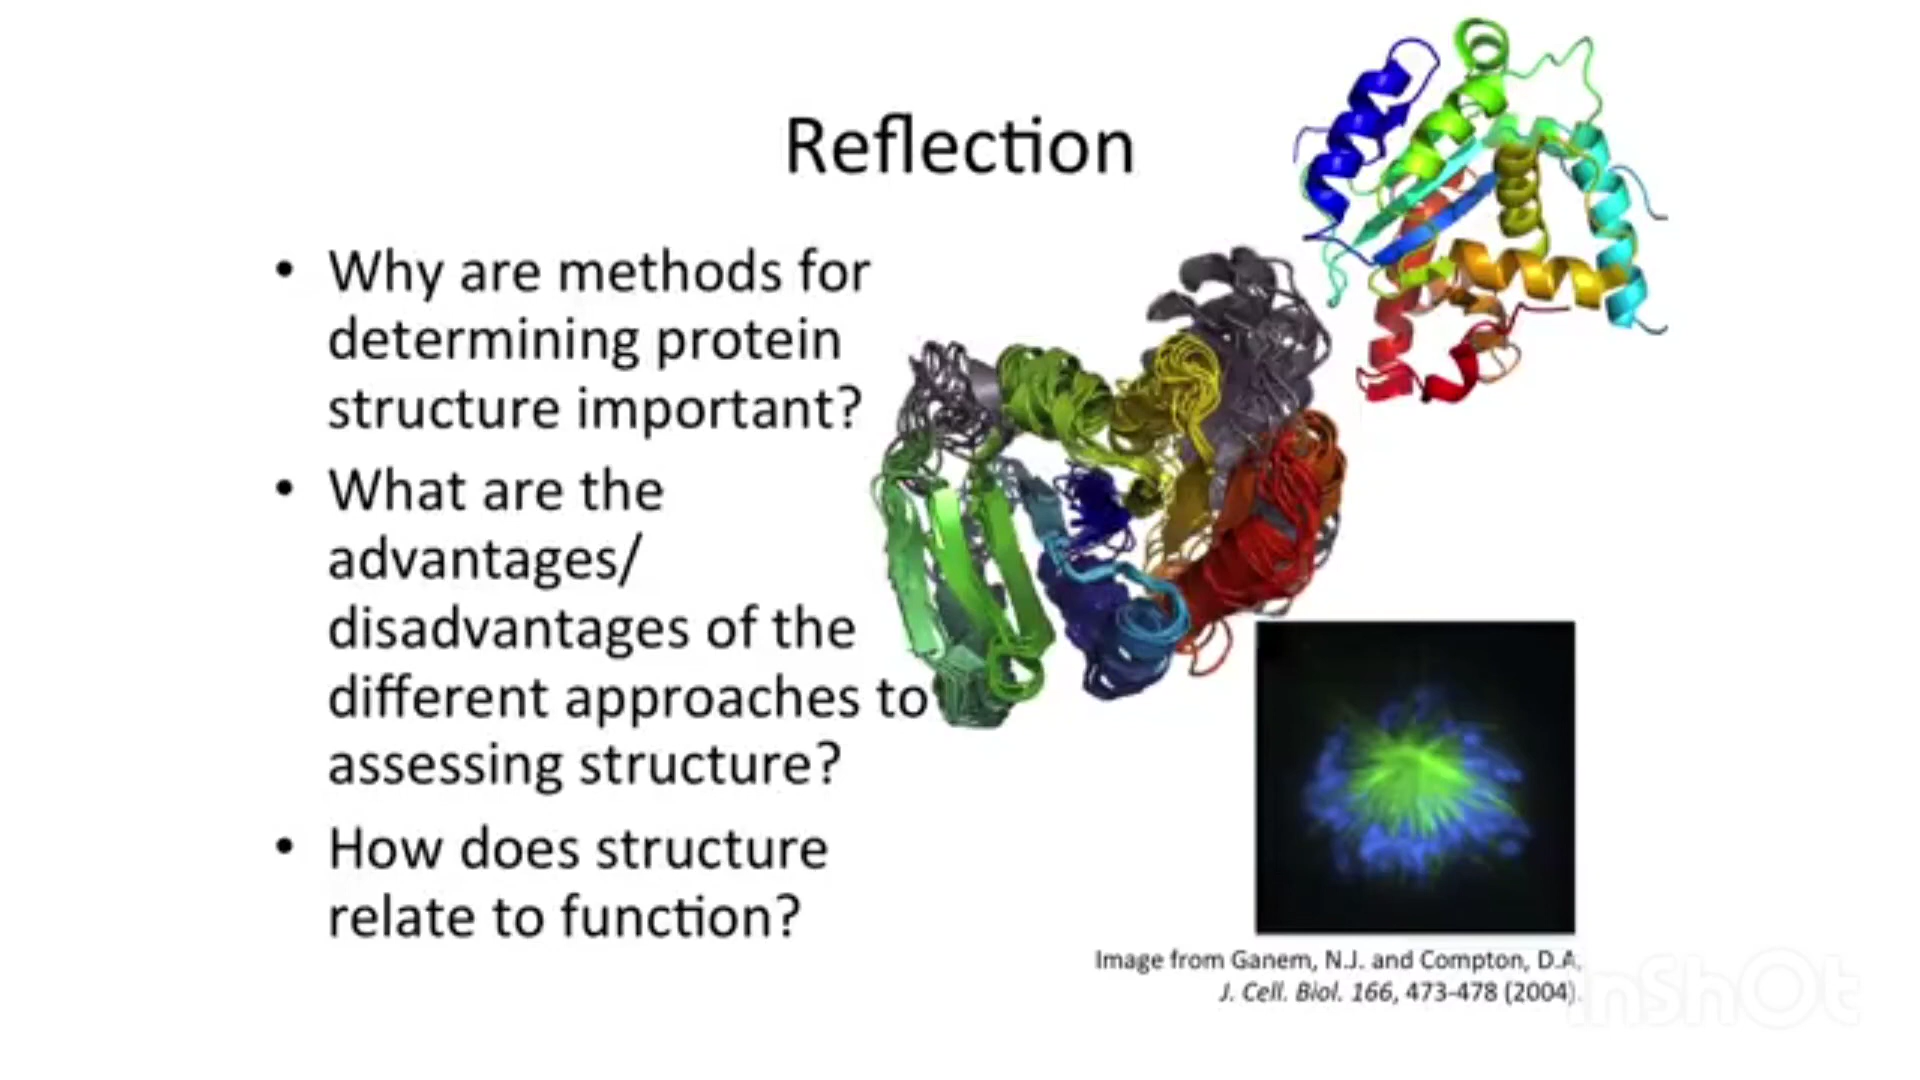 Reflection
• Why are methods for
determining protein
structure important?
• What are the
advantages/
disadvantages of the
different approaches to
assessing structure?
• How does structure
relate to function?
Image from Ganem, N.J. and Compton, D.A.
J. Cell. Biol. 166, 473-478 (2004).
InShOt